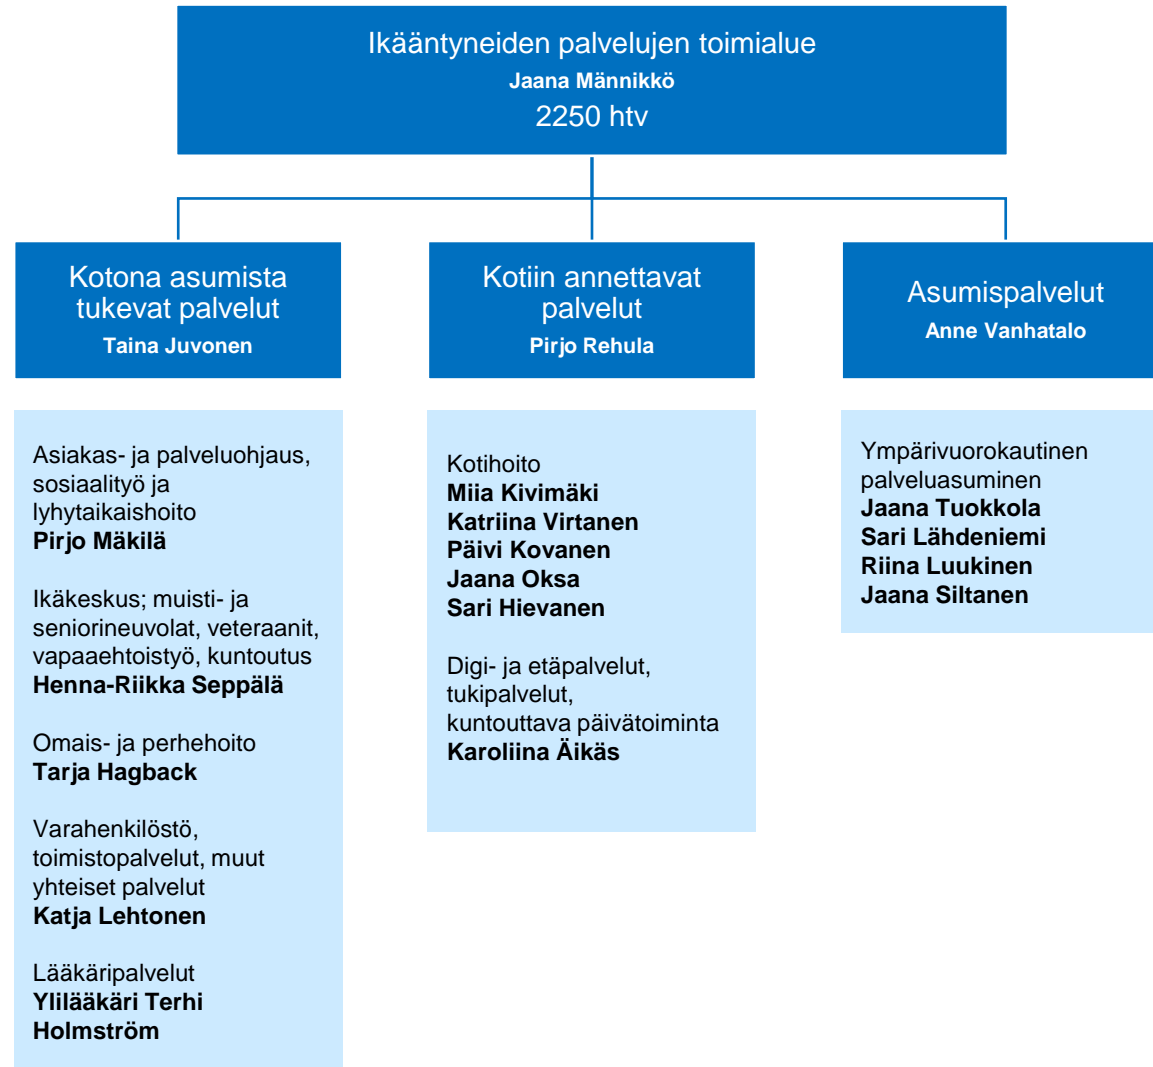 Ikääntyneiden palvelujen toimialue
Jaana Männikkö
2250 htv
Kotona asumista
tukevat palvelut
Taina Juvonen
Kotiin annettavat
palvelut
Pirjo Rehula
Asumispalvelut
Anne Vanhatalo
Asiakas- ja palveluohjaus,
sosiaalityö ja
lyhytaikaishoito
Pirjo Mäkilä
Ikäkeskus; muisti- ja
seniorineuvolat, veteraanit,
vapaaehtoistyö, kuntoutus
Henna-Riikka Seppälä
Omais- ja perhehoito
Tarja Hagback
Varahenkilöstö,
toimistopalvelut, muut
yhteiset palvelut
Katja Lehtonen
Lääkäripalvelut
Ylilääkäri Terhi
Holmström
Kotihoito
Miia Kivimäki
Katriina Virtanen
Päivi Kovanen
Jaana Oksa
Sari Hievanen
Digi- ja etäpalvelut,
tukipalvelut,
kuntouttava päivätoiminta
Karoliina Äikäs
Ympärivuorokautinen
palveluasuminen
Jaana Tuokkola
Sari Lähdeniemi
Riina Luukinen
Jaana Siltanen